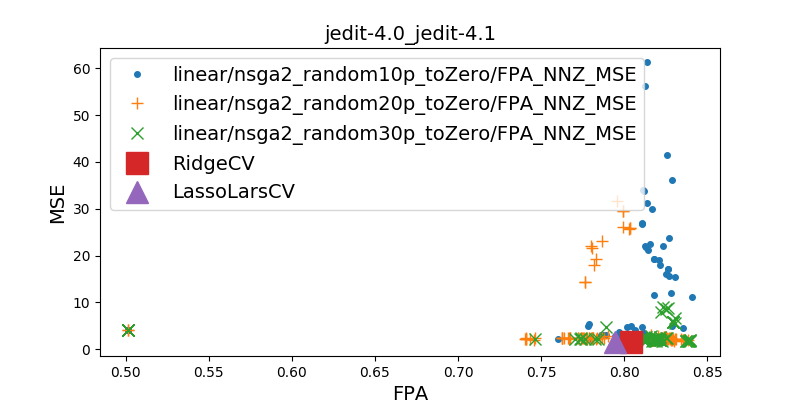 jedit-4.0_jedit-4.1
60
50
40
30
20
10
0
MSE
linear/nsga2_random10p_toZero/FPA_NNZ_MSE
linear/nsga2_random20p_toZero/FPA_NNZ_MSE
linear/nsga2_random30p_toZero/FPA_NNZ_MSE
RidgeCV
LassoLarsCV
0.50 0.55 0.60 0.65 0.70 0.75 0.80 0.85
FPA